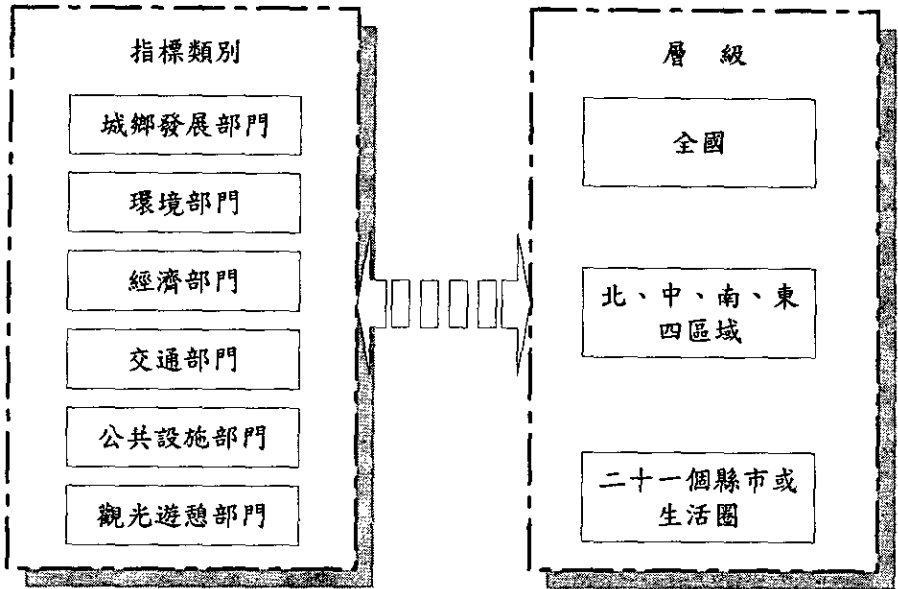 指標類別
城鄉發展部門
環境部門
經濟部門
交通部門
公共設施部門
觀光遊憩部門
層 級
全國
北、中、南、東
四區域
二十一個縣市或
生活圈